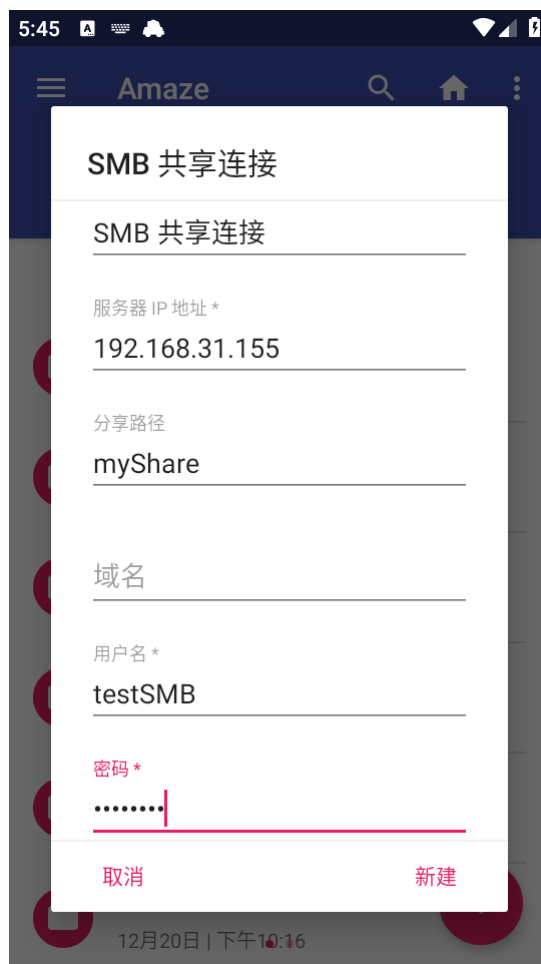 5:45
Amaze
SMB 共享连接
SMB 共享连接
服务器 IP 地址 *
192.168.31.155
分享路径
myShare
域名
用户名 *
testSMB
密码 *
••••••••
取消
新建
12月20日 | 下午10:16